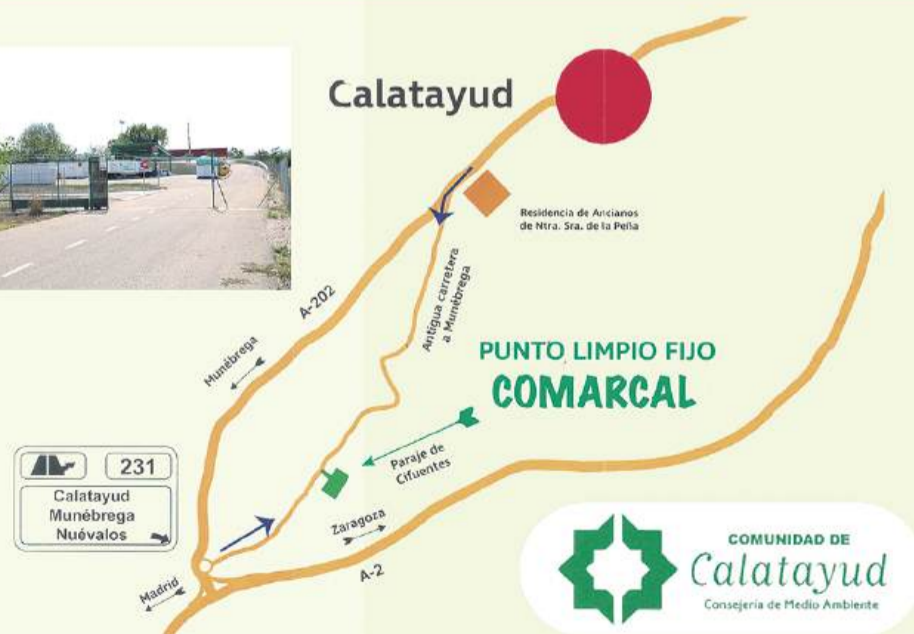 Calatayud
Residencia de Ancianos
de Ntra. Sra. de la Peña
Antigua carretera
a Munébrega
A-202
Munébrega
PUNTO LIMPIO FIJO
COMARCAL
Paraje de
Cifuentes
231
Calatayud
Munébrega
Nuévalos
Zaragoza
A-2
Madrid
COMUNIDAD DE
Calatayud
Consejería de Medio Ambiente